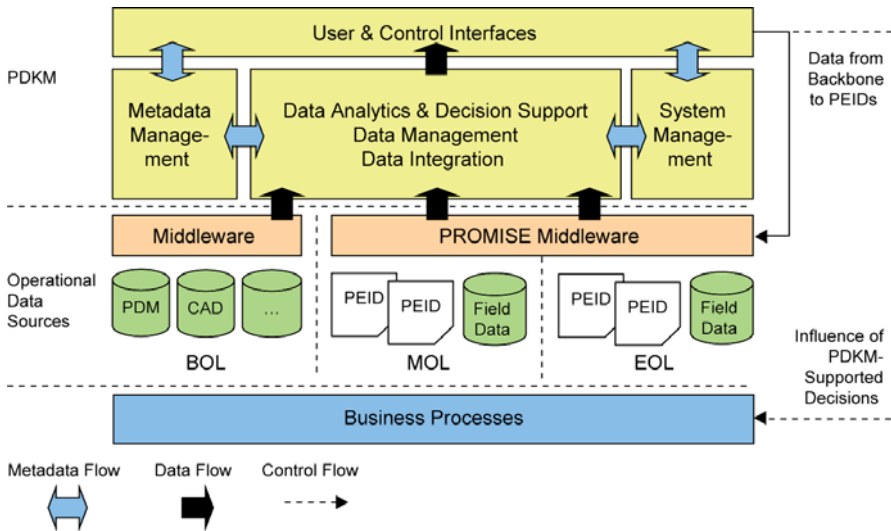 User & Control Interfaces
PDKM
Metadata
Manage-
ment
Data Analytics & Decision Support
Data Management
Data Integration
System
Manage-
ment
Data from
Backbone
to PEIDs
Middleware
PROMISE Middleware
Operational
Data
Sources
PDM
CAD
...
PEID
PEID
Field
Data
PEID
PEID
Field
Data
BOL
MOL
EOL
Influence of
PDKM-
Supported
Decisions
Business Processes
Metadata Flow
Data Flow
Control Flow